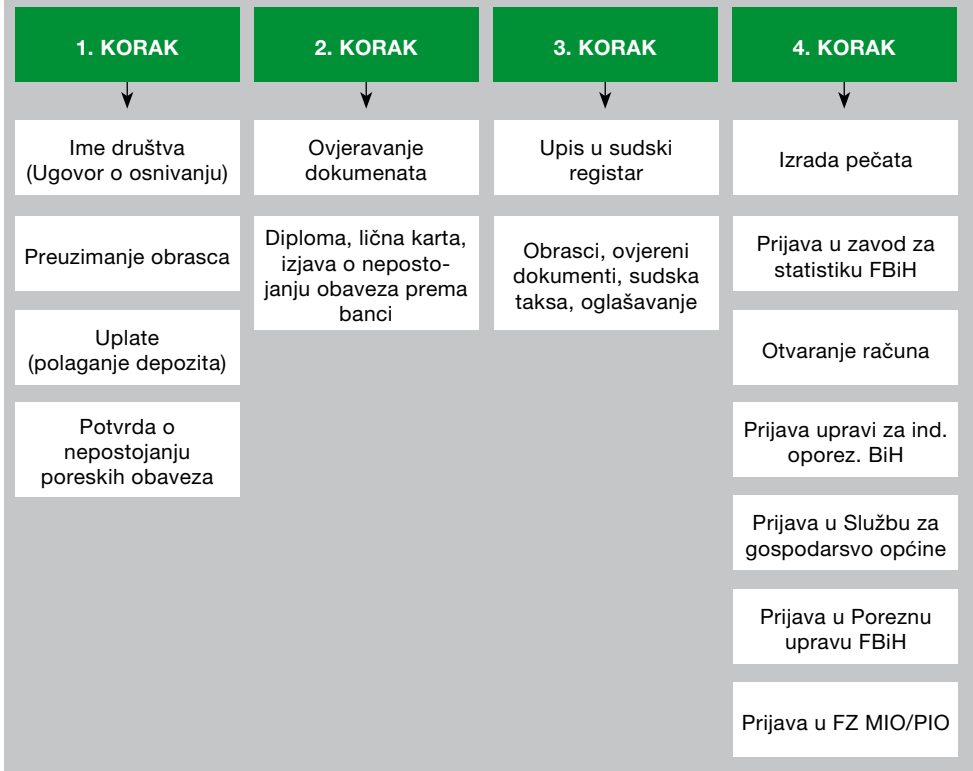 1. KORAK
Ime društva
(Ugovor o osnivanju)
Preuzimanje obrasca
Uplate
(polaganje depozita)
Potvrda o
nepostojanju
poreskih obaveza
2. KORAK
Ovjeravanje
dokumenata
Diploma, lična karta,
izjava o neposto-
janju obaveza prema
banci
3. KORAK
Upis u sudski
registar
Obrasci, ovjereni
dokumenti, sudska
taksa, oglašavanje
4. KORAK
Izrada pečata
Prijava u zavod za
statistiku FBiH
Otvaranje računa
Prijava upravi za ind.
oporez. BiH
Prijava u Službu za
gospodarsvo općine
Prijava u Poreznu
upravu FBiH
Prijava u FZ MIO/PIO